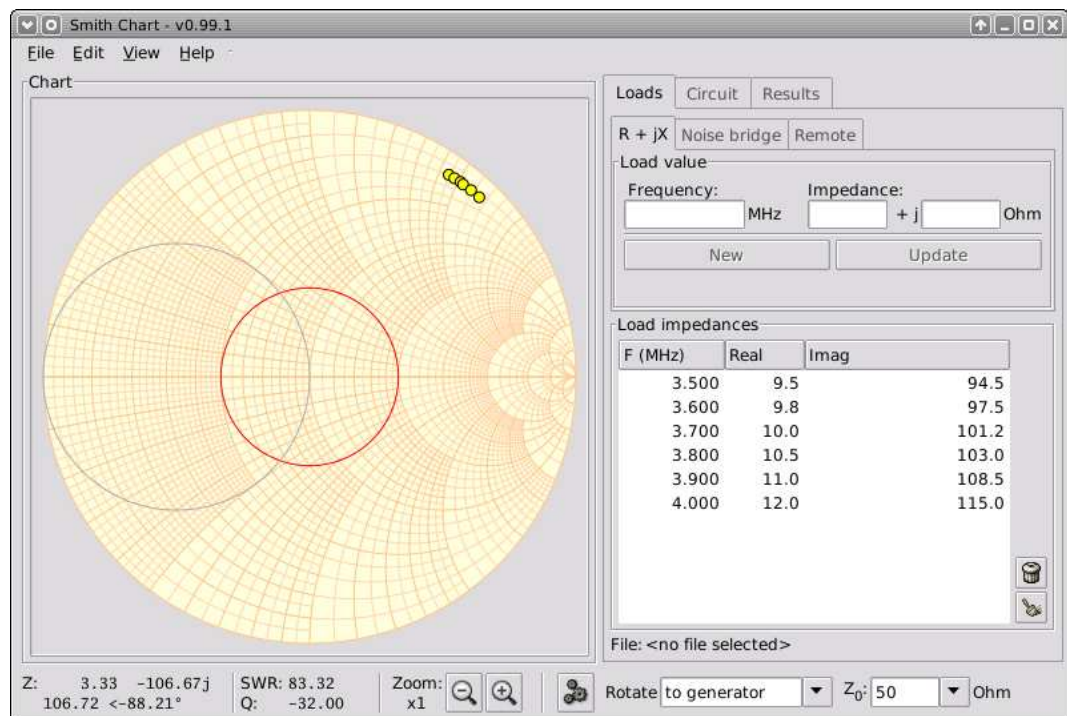 Smith Chart - v0.99.1
File Edit View Help
Chart
Loads Circuit Results
R + jX Noise bridge Remote
Load value
Frequency: Impedance:
MHz + j Ohm
New Update
Load impedances
F (MHz) Real Imag
3.500 9.5 94.5
3.600 9.8 97.5
3.700 10.0 101.2
3.800 10.5 103.0
3.900 11.0 108.5
4.000 12.0 115.0
File: <no file selected>
Z: 3.33 -106.67j SWR: 83.32 Zoom: Rotate to generator Z0: 50 Ohm
106.72 <-88.21° Q: -32.00 x1